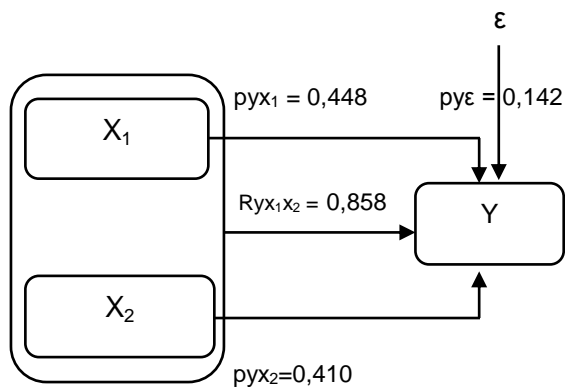 ε
pyx₁ = 0,448
pyε = 0,142
X₁
Ryx₁x₂ = 0,858
Y
X₂
pyx₂=0,410